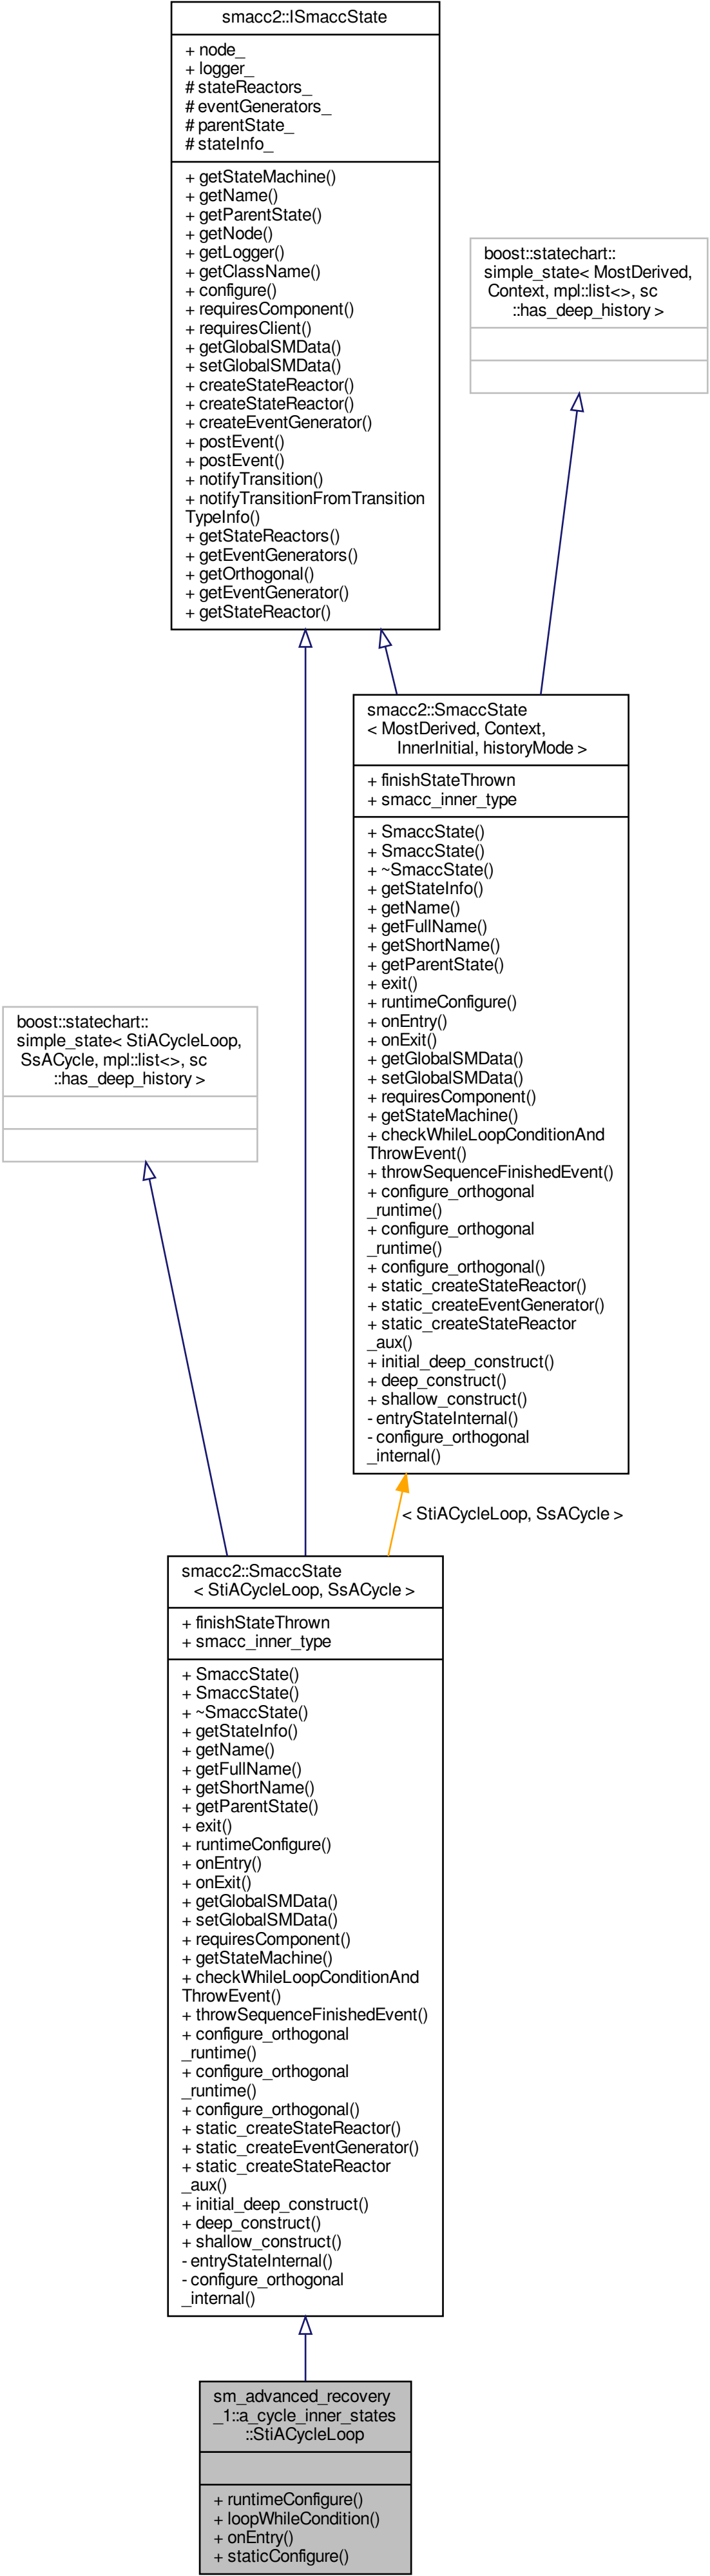 smacc2::ISmaccState
+ node_
+ logger_
# stateReactors_
# eventGenerators_
# parentState_
# stateInfo_
+ getStateMachine()
+ getName()
+ getParentState()
+ getNode()
+ getLogger()
+ getClassName()
+ configure()
+ requiresComponent()
+ requiresClient()
+ getGlobalSMData()
+ setGlobalSMData()
+ createStateReactor()
+ createStateReactor()
+ createEventGenerator()
+ postEvent()
+ postEvent()
+ notifyTransition()
+ notifyTransitionFromTransition
TypeInfo()
+ getStateReactors()
+ getEventGenerators()
+ getOrthogonal()
+ getEventGenerator()
+ getStateReactor()
boost::statechart::
simple_state< MostDerived,
Context, mpl::list<>, sc
::has_deep_history >
smacc2::SmaccState
< MostDerived, Context,
InnerInitial, historyMode >
+ finishStateThrown
+ smacc_inner_type
+ SmaccState()
+ SmaccState()
+ ~SmaccState()
+ getStateInfo()
+ getName()
+ getFullName()
+ getShortName()
+ getParentState()
+ exit()
+ runtimeConfigure()
+ onEntry()
+ onExit()
+ getGlobalSMData()
+ setGlobalSMData()
+ requiresComponent()
+ getStateMachine()
+ checkWhileLoopConditionAnd
ThrowEvent()
+ throwSequenceFinishedEvent()
+ configure_orthogonal
_runtime()
+ configure_orthogonal
_runtime()
+ configure_orthogonal()
+ static_createStateReactor()
+ static_createEventGenerator()
+ static_createStateReactor
_aux()
+ initial_deep_construct()
+ deep_construct()
+ shallow_construct()
- entryStateInternal()
- configure_orthogonal
_internal()
boost::statechart::
simple_state< StiACycleLoop,
SsACycle, mpl::list<>, sc
::has_deep_history >
< StiACycleLoop, SsACycle >
smacc2::SmaccState
< StiACycleLoop, SsACycle >
+ finishStateThrown
+ smacc_inner_type
+ SmaccState()
+ SmaccState()
+ ~SmaccState()
+ getStateInfo()
+ getName()
+ getFullName()
+ getShortName()
+ getParentState()
+ exit()
+ runtimeConfigure()
+ onEntry()
+ onExit()
+ getGlobalSMData()
+ setGlobalSMData()
+ requiresComponent()
+ getStateMachine()
+ checkWhileLoopConditionAnd
ThrowEvent()
+ throwSequenceFinishedEvent()
+ configure_orthogonal
_runtime()
+ configure_orthogonal
_runtime()
+ configure_orthogonal()
+ static_createStateReactor()
+ static_createEventGenerator()
+ static_createStateReactor
_aux()
+ initial_deep_construct()
+ deep_construct()
+ shallow_construct()
- entryStateInternal()
- configure_orthogonal
_internal()
sm_advanced_recovery
_1::a_cycle_inner_states
::StiACycleLoop
+ runtimeConfigure()
+ loopWhileCondition()
+ onEntry()
+ staticConfigure()